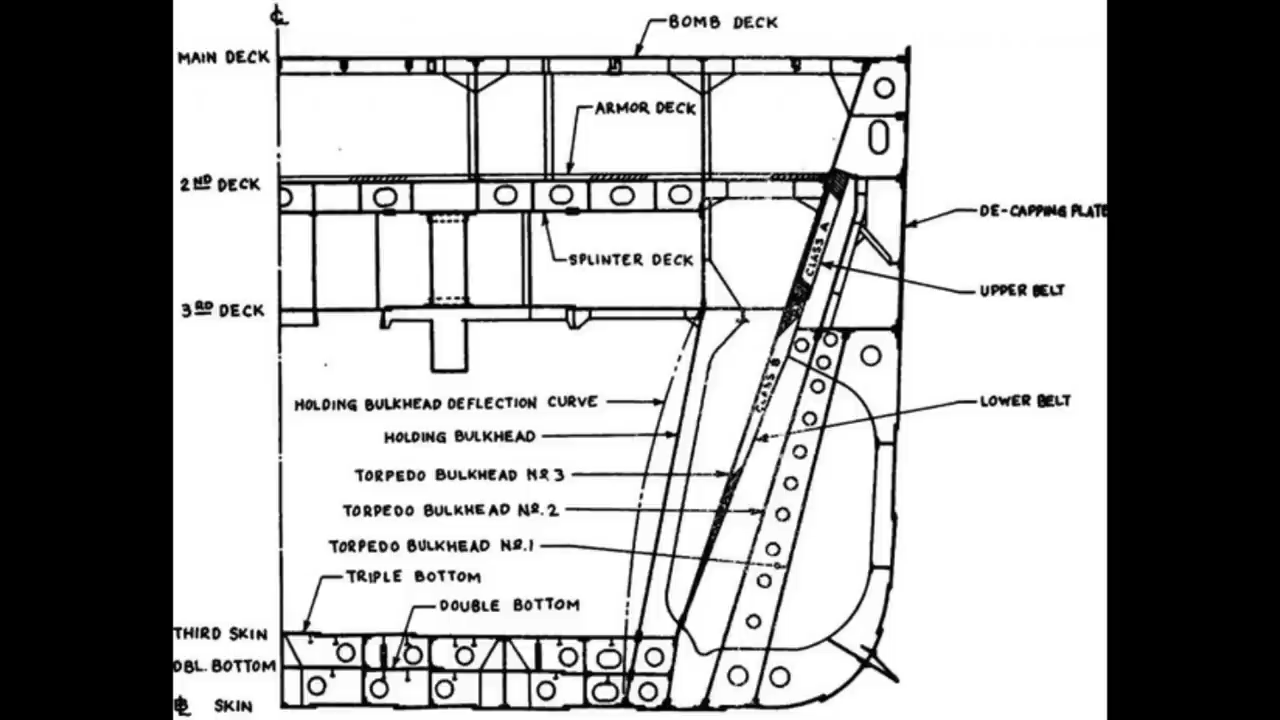 ℄
BOMB DECK
MAIN DECK
ARMOR DECK
2ND DECK
DE-CAPPING PLATE
CLASS A
SPLINTER DECK
UPPER BELT
3RD DECK
CLASS B
HOLDING BULKHEAD DEFLECTION CURVE
LOWER BELT
HOLDING BULKHEAD
TORPEDO BULKHEAD No. 3
TORPEDO BULKHEAD No. 2
TORPEDO BULKHEAD No. 1
TRIPLE BOTTOM
DOUBLE BOTTOM
THIRD SKIN
DBL. BOTTOM
SKIN